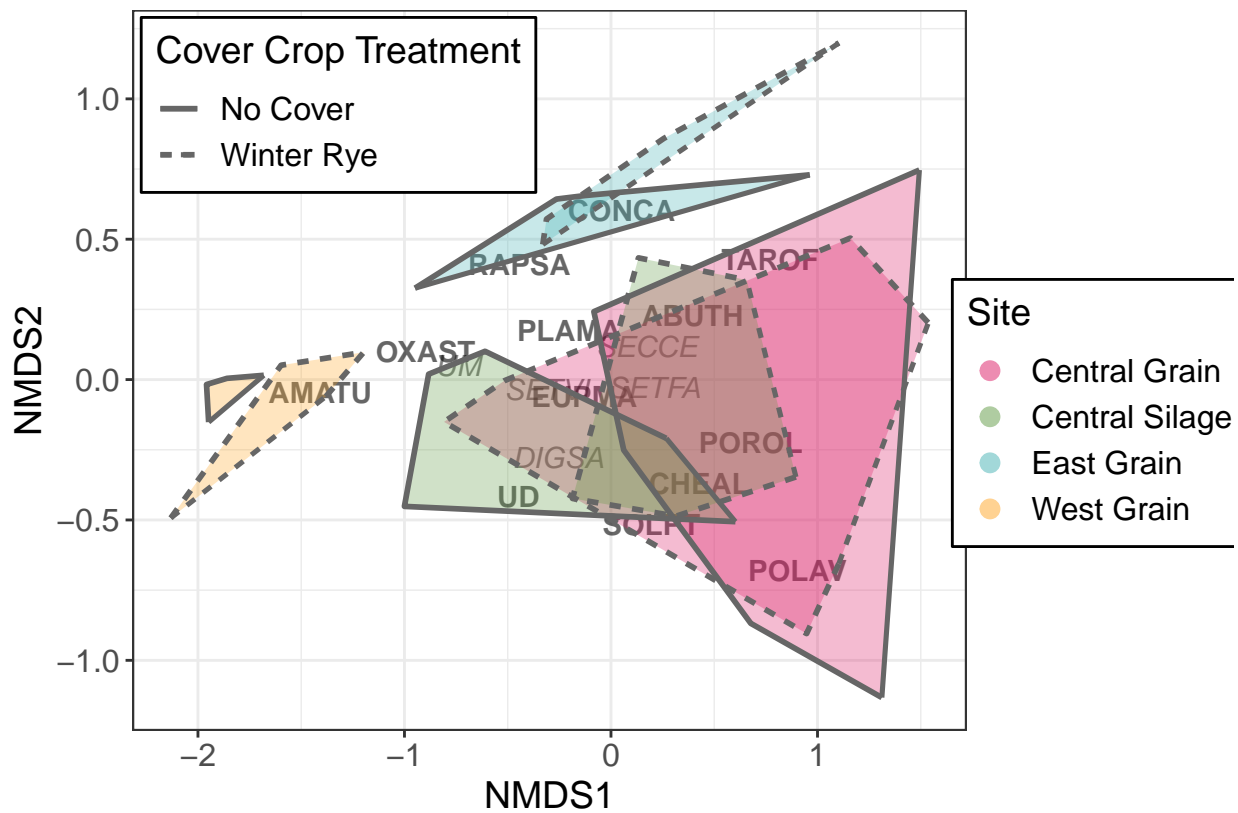 Cover Crop Treatment
No Cover
Winter Rye
NMDS2
1.0
0.5
0.0
−0.5
−1.0
CONCA
RAPSA
TAROF
ABUTH
PLAMA
SECCE
OXAST
UM
SETVI
SETFA
EUPMA
AMATU
POROL
DIGSA
CHEAL
UD
SOLPT
POLAV
−2
−1
0
1
NMDS1
Site
Central Grain
Central Silage
East Grain
West Grain